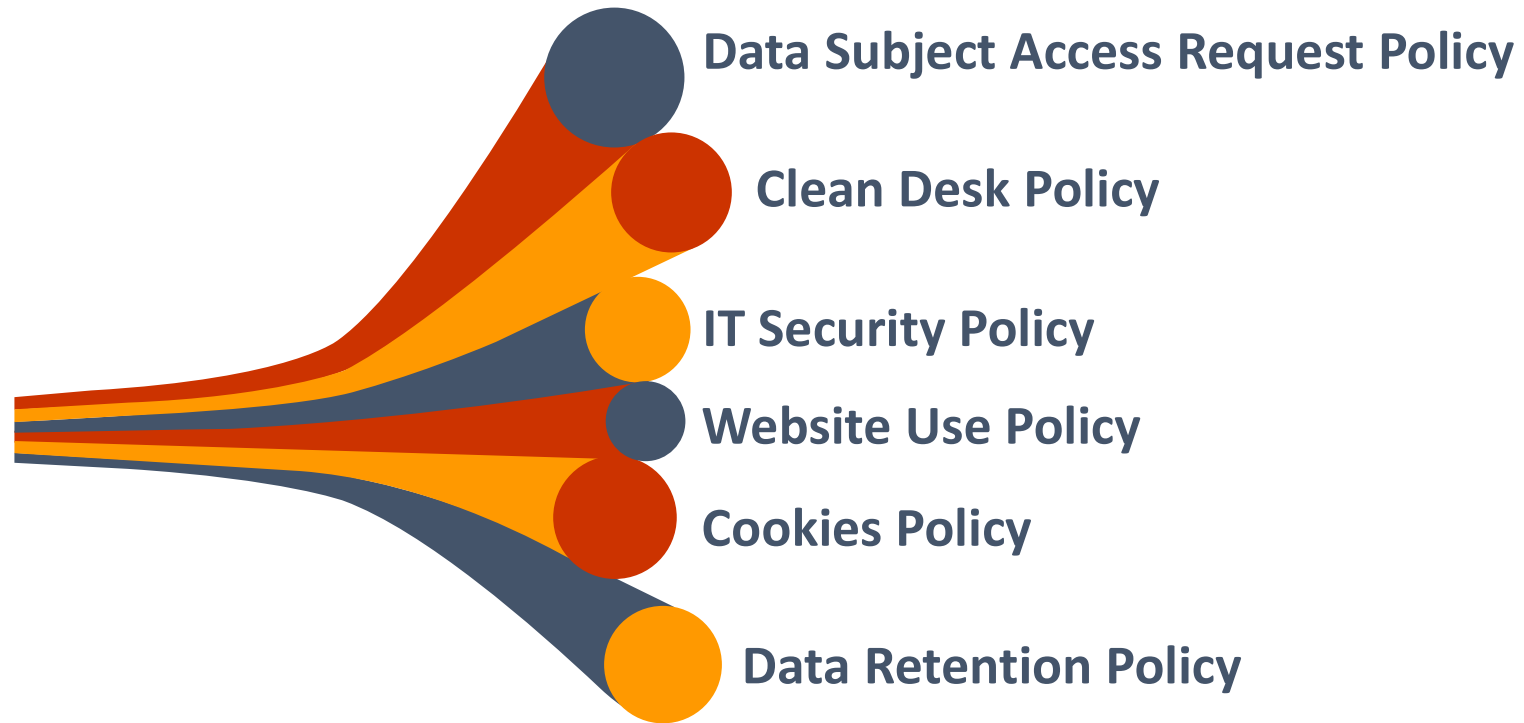 Data Subject Access Request Policy
Clean Desk Policy
IT Security Policy
Website Use Policy
Cookies Policy
Data Retention Policy